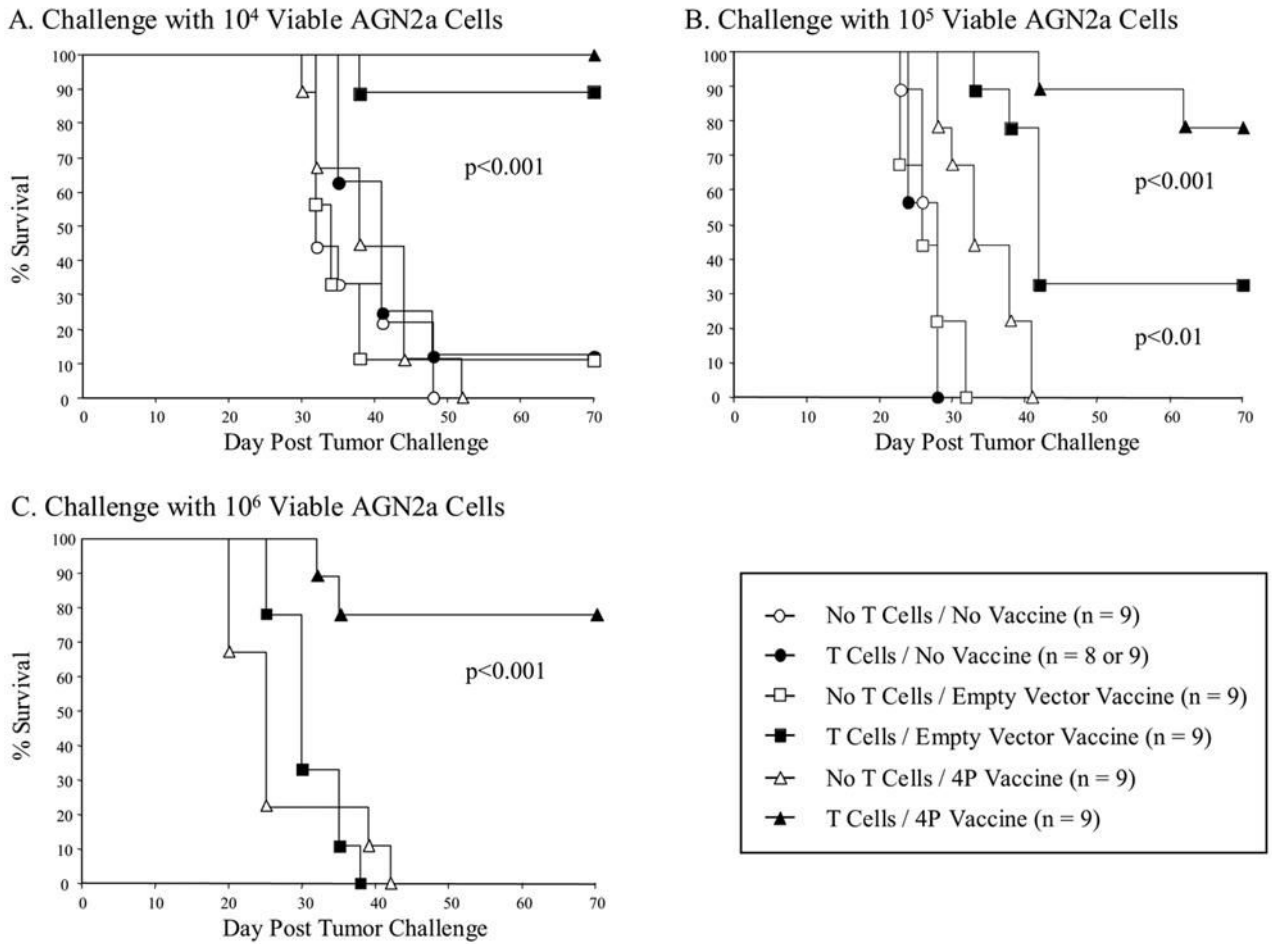 A. Challenge with 10⁴ Viable AGN2a Cells
% Survival
100
90
80
70
60
50
40
30
20
10
0
p<0.001
0 10 20 30 40 50 60 70
Day Post Tumor Challenge
B. Challenge with 10⁵ Viable AGN2a Cells
100
90
80
70
60
50
40
30
20
10
0
p<0.001
p<0.01
0 10 20 30 40 50 60 70
Day Post Tumor Challenge
C. Challenge with 10⁶ Viable AGN2a Cells
% Survival
100
90
80
70
60
50
40
30
20
10
0
p<0.001
0 10 20 30 40 50 60 70
Day Post Tumor Challenge
No T Cells / No Vaccine (n = 9)
T Cells / No Vaccine (n = 8 or 9)
No T Cells / Empty Vector Vaccine (n = 9)
T Cells / Empty Vector Vaccine (n = 9)
No T Cells / 4P Vaccine (n = 9)
T Cells / 4P Vaccine (n = 9)